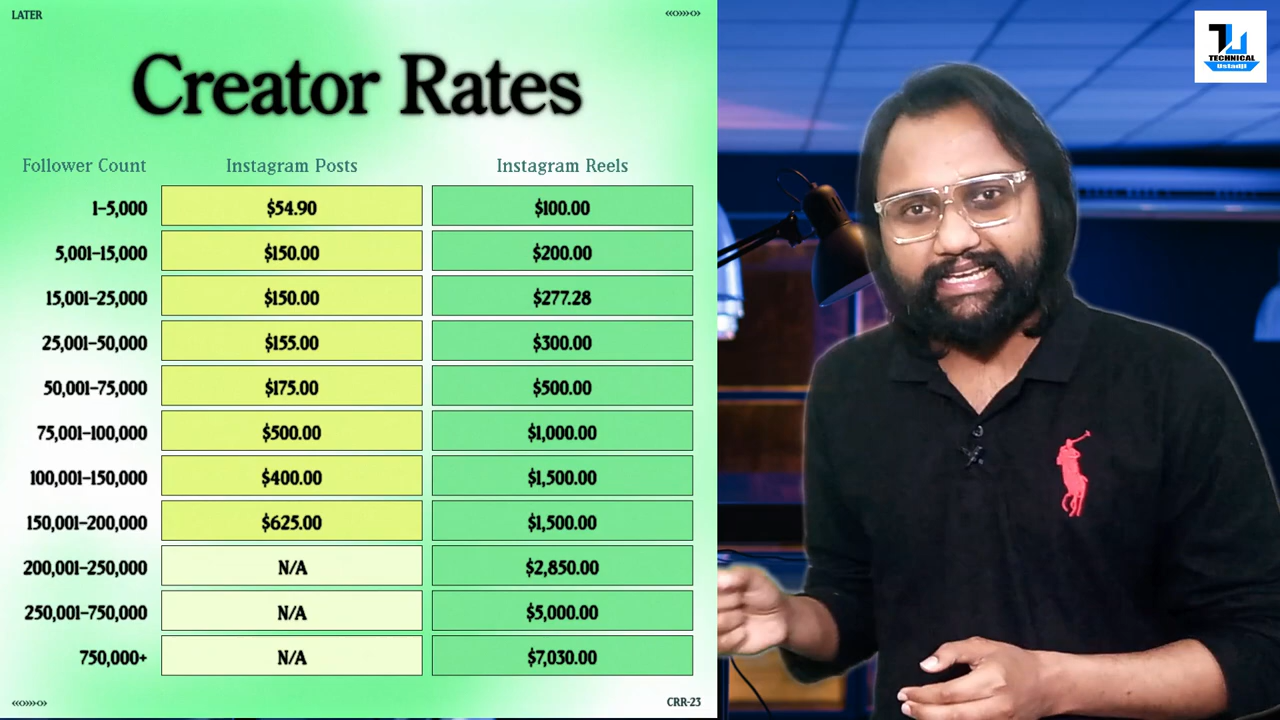 LATER
«‹o›»›o›
Creator Rates
Follower Count Instagram Posts Instagram Reels
1–5,000 $54.90 $100.00
5,001–15,000 $150.00 $200.00
15,001–25,000 $150.00 $277.28
25,001–50,000 $155.00 $300.00
50,001–75,000 $175.00 $500.00
75,001–100,000 $500.00 $1,000.00
100,001–150,000 $400.00 $1,500.00
150,001–200,000 $625.00 $1,500.00
200,001–250,000 N/A $2,850.00
250,001–750,000 N/A $5,000.00
750,000+ N/A $7,030.00
CRR-23
TU
TECHNICAL
UstadJi